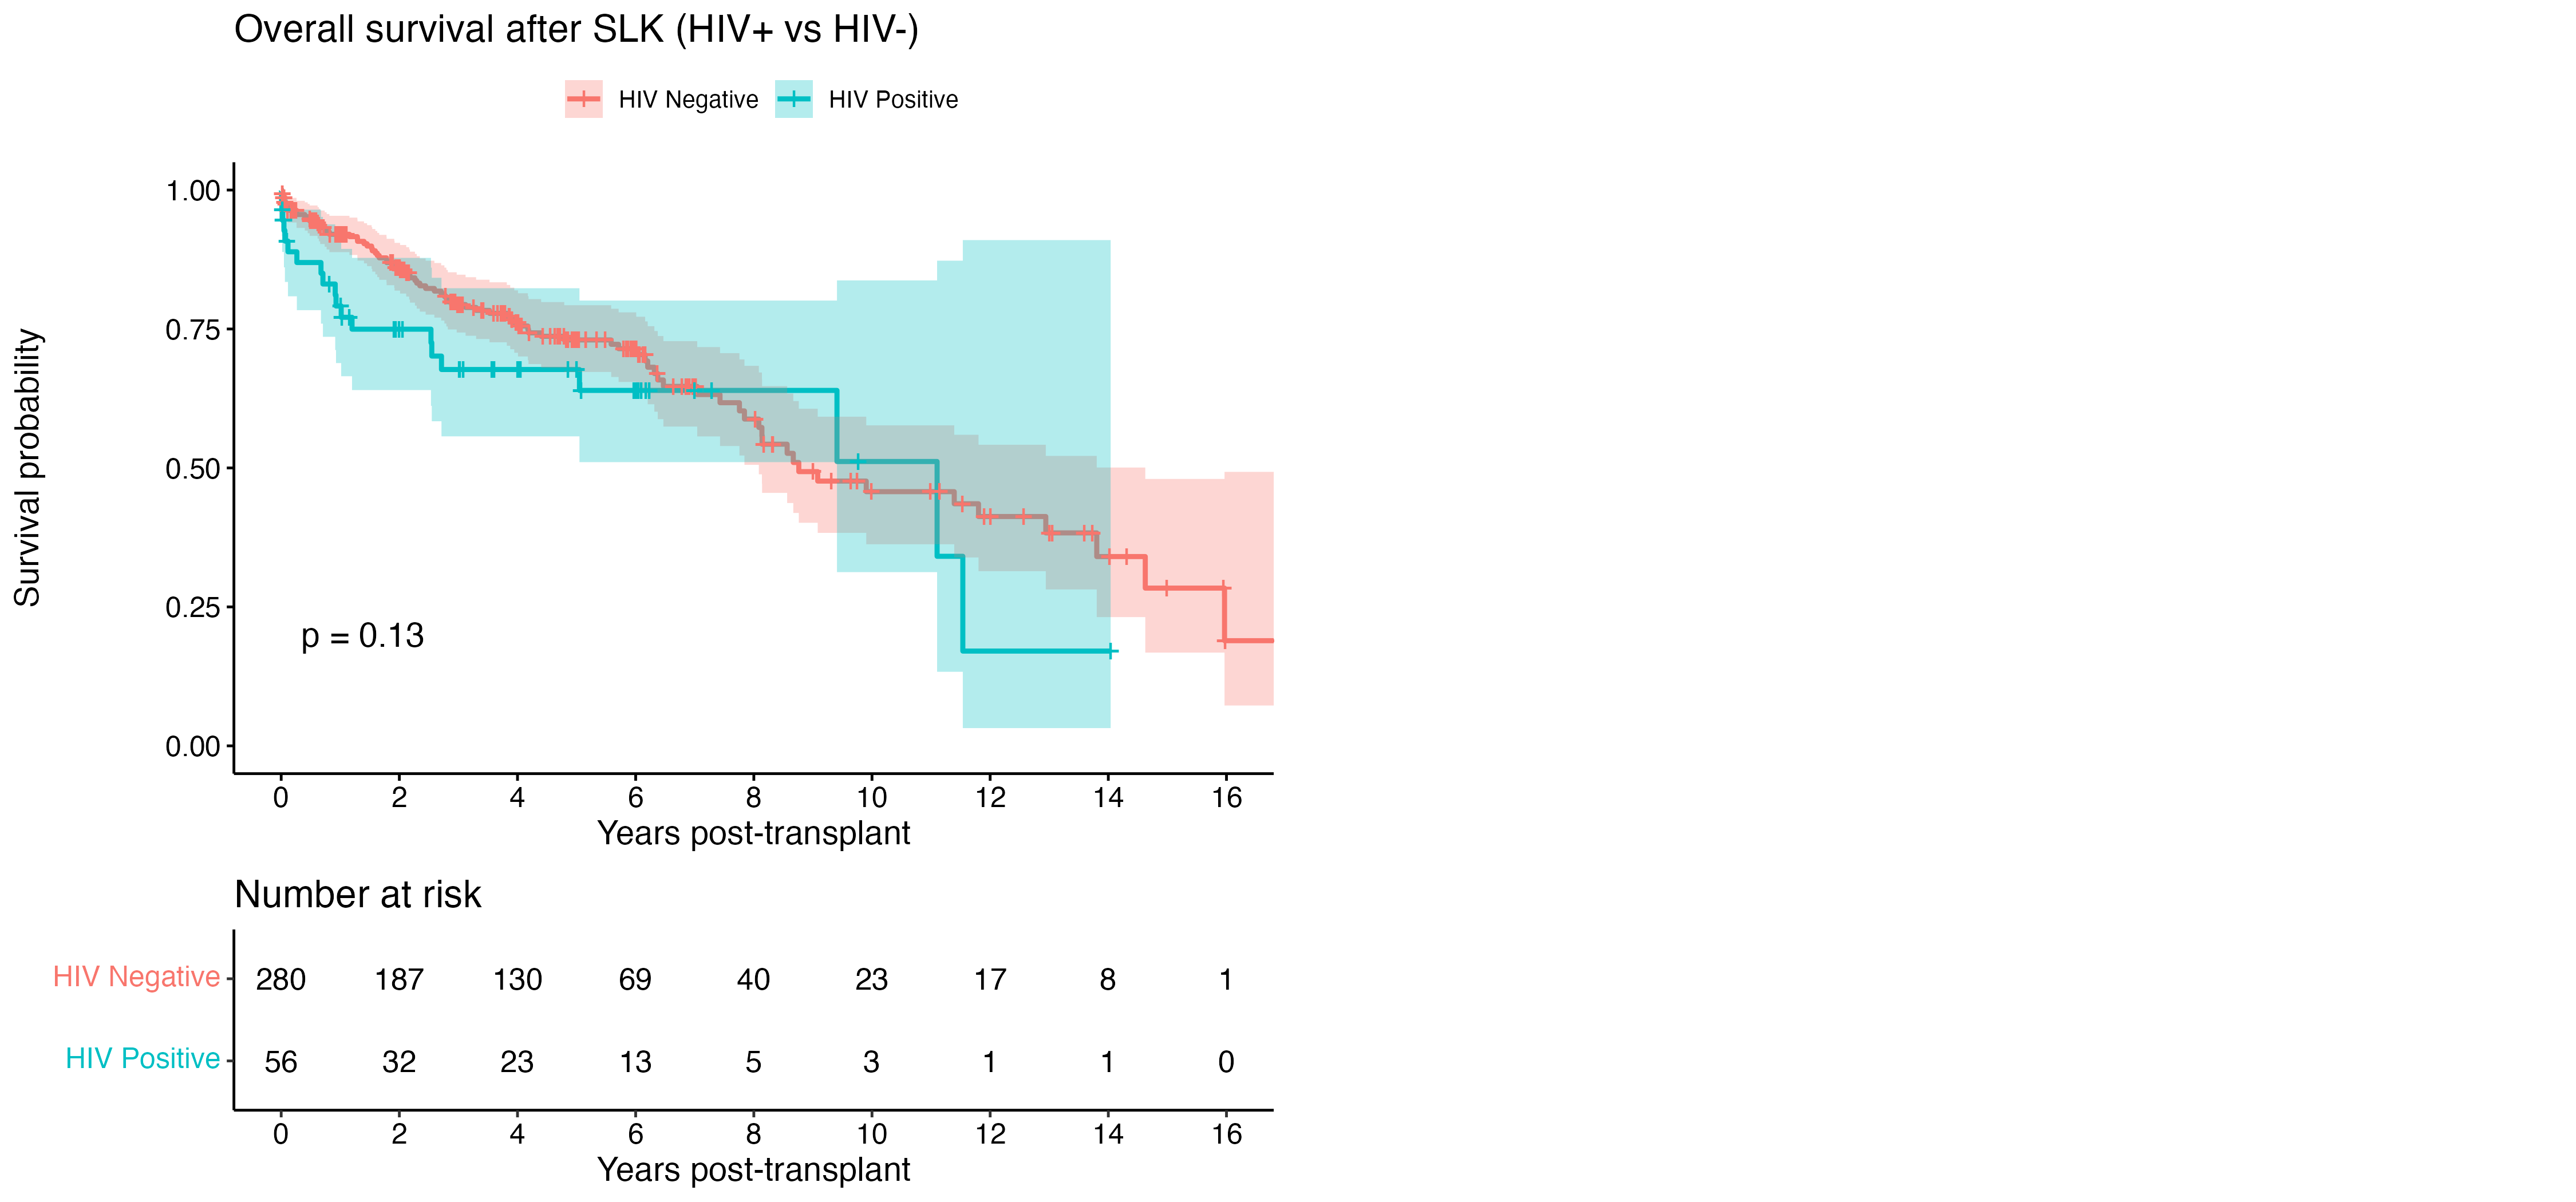 Overall survival after SLK (HIV+ vs HIV-)
HIV Negative HIV Positive
Survival probability
1.00
0.75
0.50
0.25
0.00
p = 0.13
0 2 4 6 8 10 12 14 16
Years post-transplant
Number at risk
HIV Negative 280 187 130 69 40 23 17 8 1
HIV Positive 56 32 23 13 5 3 1 1 0
0 2 4 6 8 10 12 14 16
Years post-transplant